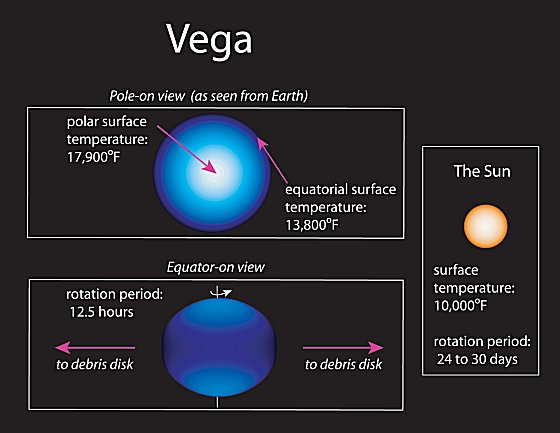 Vega
Pole-on view (as seen from Earth)
polar surface
temperature:
17,900°F
equatorial surface
temperature:
13,800°F
Equator-on view
rotation period:
12.5 hours
to debris disk
to debris disk
The Sun
surface
temperature:
10,000°F
rotation period:
24 to 30 days